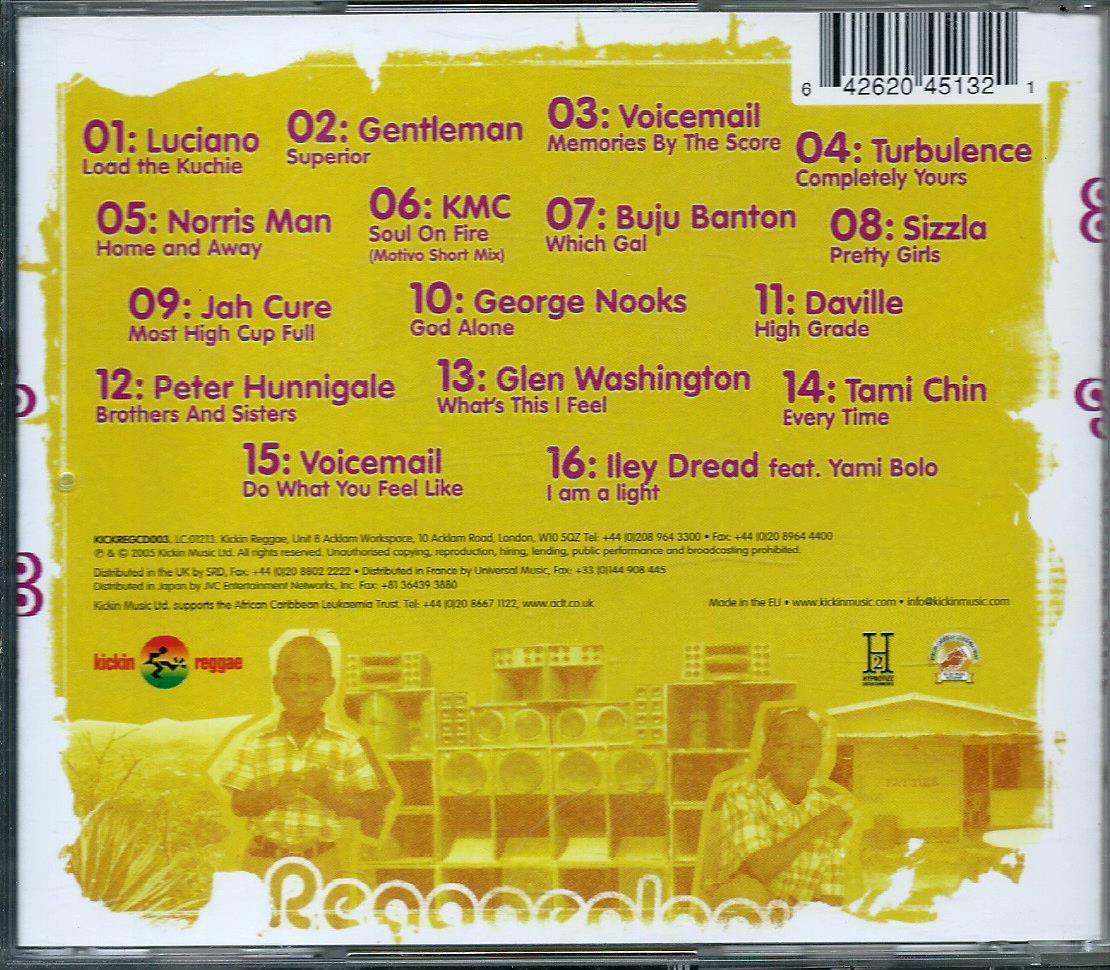 6 42620 45132 1
01: Luciano
Load the Kuchie
02: Gentleman
Superior
03: Voicemail
Memories By The Score
04: Turbulence
Completely Yours
05: Norris Man
Home and Away
06: KMC
Soul On Fire
(Motivo Short Mix)
07: Buju Banton
Which Gal
08: Sizzla
Pretty Girls
09: Jah Cure
Most High Cup Full
10: George Nooks
God Alone
11: Daville
High Grade
12: Peter Hunnigale
Brothers And Sisters
13: Glen Washington
What's This I Feel
14: Tami Chin
Every Time
15: Voicemail
Do What You Feel Like
16: Iley Dread feat. Yami Bolo
I am a light
KICKREGCD003. LC:01213. Kickin Reggae, Unit 8 Acklam Workspace, 10 Acklam Road, London, W10 5QZ Tel: +44 (0)208 964 3300 • Fax: +44 (0)20 8964 4400
℗ & © 2005 Kickin Music Ltd. All rights reserved. Unauthorised copying, reproduction, hiring, lending, public performance and broadcasting prohibited.
Distributed in the UK by SRD, Fax: +44 (0)20 8802 2222 • Distributed in France by Universal Music, Fax: +33 (0)144 908 445
Distributed in Japan by JVC Entertainment Networks, Inc. Fax: +81 36439 3880
Kickin Music Ltd. supports the African Caribbean Leukaemia Trust. Tel: +44 (0)20 8667 1122, www.aclt.co.uk
Made in the EU • www.kickinmusic.com • info@kickinmusic.com
kickin reggae
H
2
HYPNOTIZE
ENTERTAINMENTS
PATTIES